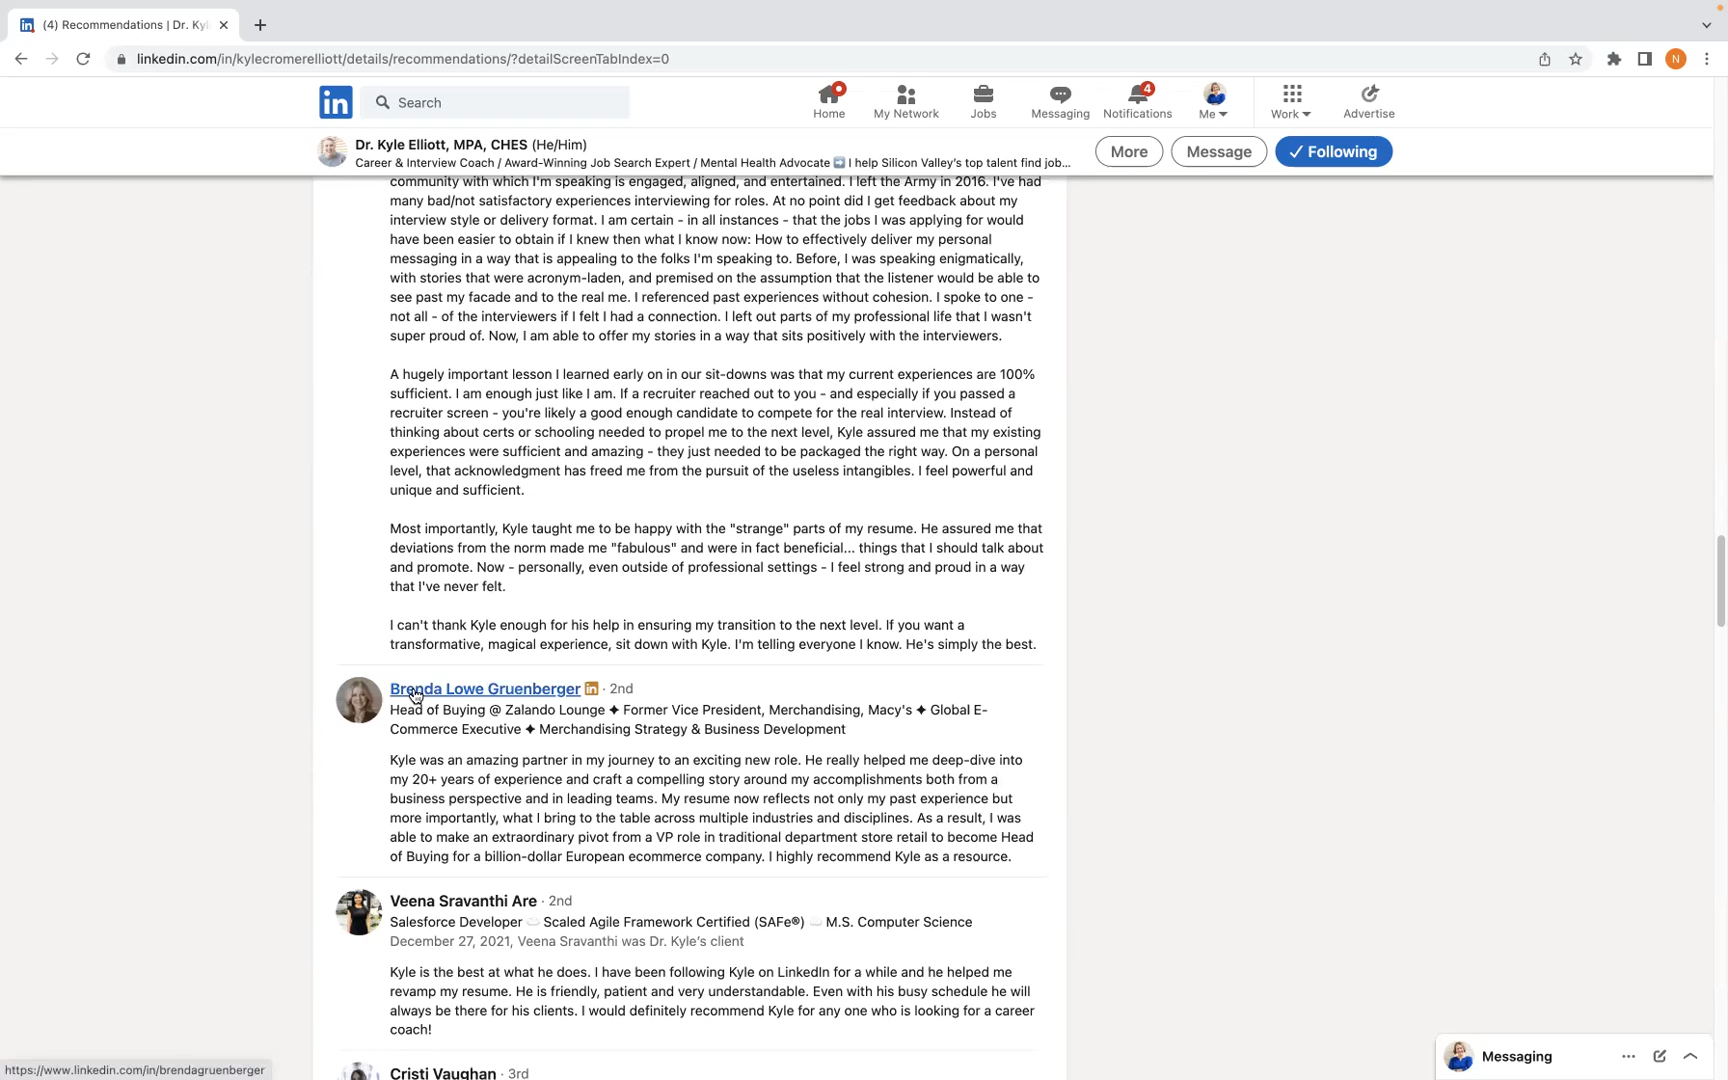 (4) Recommendations | Dr. Kyl
linkedin.com/in/kylecromerelliott/details/recommendations/?detailScreenTabIndex=0
N
in
Search
Home
My Network
Jobs
Messaging
4
Notifications
Me
Work
Advertise
Dr. Kyle Elliott, MPA, CHES (He/Him)
Career & Interview Coach / Award-Winning Job Search Expert / Mental Health Advocate ➡️ I help Silicon Valley's top talent find job...
More
Message
✓ Following
community with which I'm speaking is engaged, aligned, and entertained. I left the Army in 2016. I've had
many bad/not satisfactory experiences interviewing for roles. At no point did I get feedback about my
interview style or delivery format. I am certain - in all instances - that the jobs I was applying for would
have been easier to obtain if I knew then what I know now: How to effectively deliver my personal
messaging in a way that is appealing to the folks I'm speaking to. Before, I was speaking enigmatically,
with stories that were acronym-laden, and premised on the assumption that the listener would be able to
see past my facade and to the real me. I referenced past experiences without cohesion. I spoke to one -
not all - of the interviewers if I felt I had a connection. I left out parts of my professional life that I wasn't
super proud of. Now, I am able to offer my stories in a way that sits positively with the interviewers.
A hugely important lesson I learned early on in our sit-downs was that my current experiences are 100%
sufficient. I am enough just like I am. If a recruiter reached out to you - and especially if you passed a
recruiter screen - you're likely a good enough candidate to compete for the real interview. Instead of
thinking about certs or schooling needed to propel me to the next level, Kyle assured me that my existing
experiences were sufficient and amazing - they just needed to be packaged the right way. On a personal
level, that acknowledgment has freed me from the pursuit of the useless intangibles. I feel powerful and
unique and sufficient.
Most importantly, Kyle taught me to be happy with the "strange" parts of my resume. He assured me that
deviations from the norm made me "fabulous" and were in fact beneficial... things that I should talk about
and promote. Now - personally, even outside of professional settings - I feel strong and proud in a way
that I've never felt.
I can't thank Kyle enough for his help in ensuring my transition to the next level. If you want a
transformative, magical experience, sit down with Kyle. I'm telling everyone I know. He's simply the best.
Brenda Lowe Gruenberger in · 2nd
Head of Buying @ Zalando Lounge ✦ Former Vice President, Merchandising, Macy's ✦ Global E-
Commerce Executive ✦ Merchandising Strategy & Business Development
Kyle was an amazing partner in my journey to an exciting new role. He really helped me deep-dive into
my 20+ years of experience and craft a compelling story around my accomplishments both from a
business perspective and in leading teams. My resume now reflects not only my past experience but
more importantly, what I bring to the table across multiple industries and disciplines. As a result, I was
able to make an extraordinary pivot from a VP role in traditional department store retail to become Head
of Buying for a billion-dollar European ecommerce company. I highly recommend Kyle as a resource.
Veena Sravanthi Are · 2nd
Salesforce Developer ☁️ Scaled Agile Framework Certified (SAFe®) ☁️ M.S. Computer Science
December 27, 2021, Veena Sravanthi was Dr. Kyle's client
Kyle is the best at what he does. I have been following Kyle on LinkedIn for a while and he helped me
revamp my resume. He is friendly, patient and very understandable. Even with his busy schedule he will
always be there for his clients. I would definitely recommend Kyle for any one who is looking for a career
coach!
Cristi Vaughan · 3rd
Messaging
https://www.linkedin.com/in/brendagruenberger